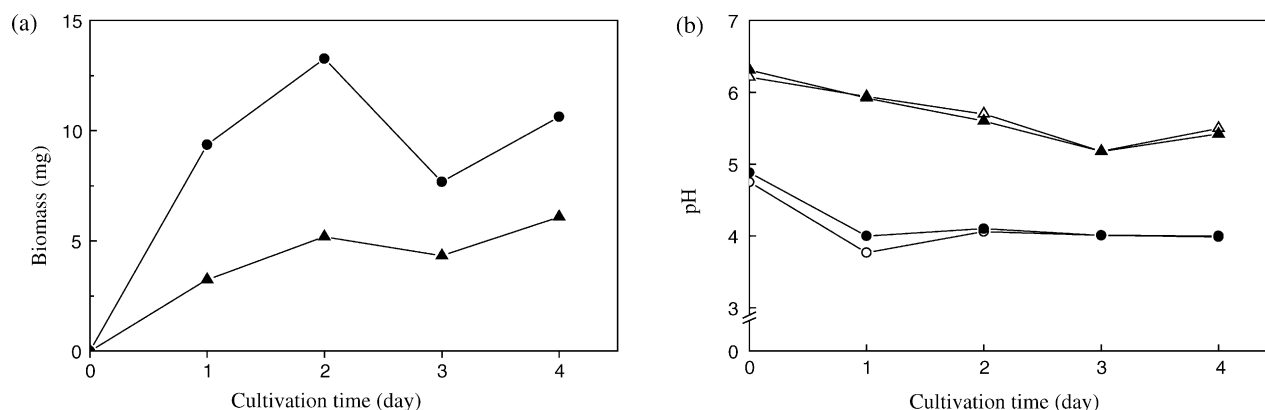 (a)
15
10
5
0
Biomass (mg)
0 1 2 3 4
Cultivation time (day)
(b)
7
6
5
4
3
0
pH
0 1 2 3 4
Cultivation time (day)